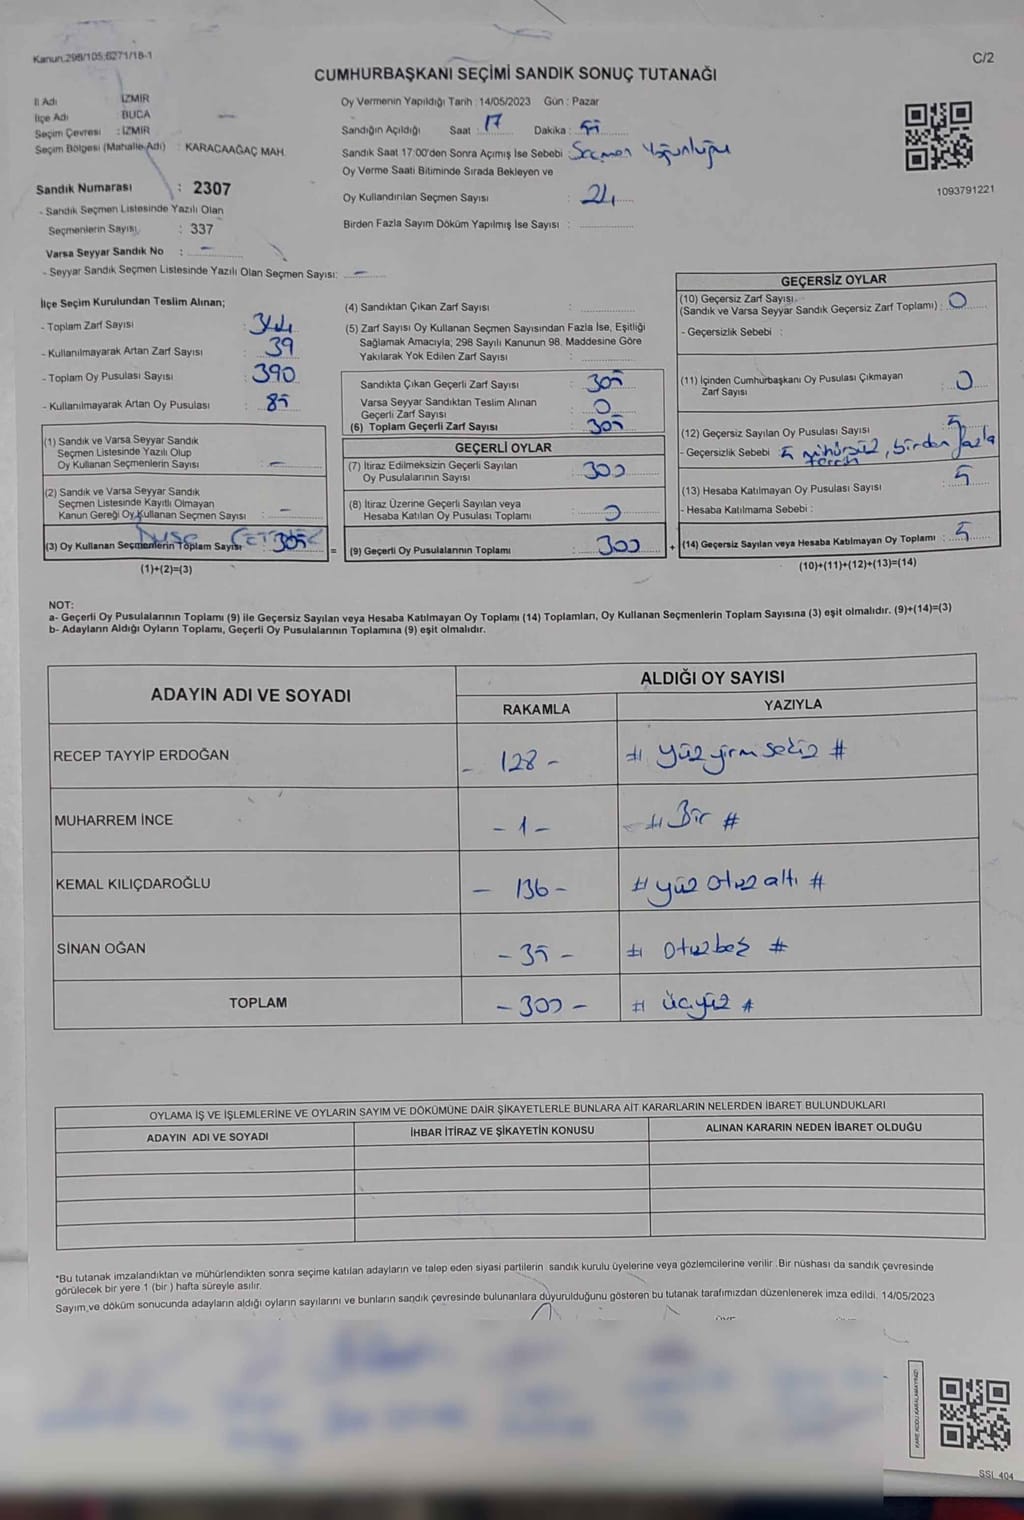 Kanun:298/105;6271/18-1
C/2
CUMHURBAŞKANI SEÇİMİ SANDIK SONUÇ TUTANAĞI
İl Adı : İZMİR
İlçe Adı : BUCA
Seçim Çevresi : İZMİR
Seçim Bölgesi (Mahalle Adı) : KARACAAĞAÇ MAH.
Sandık Numarası : 2307
- Sandık Seçmen Listesinde Yazılı Olan
Seçmenlerin Sayısı : 337
Varsa Seyyar Sandık No : -
- Seyyar Sandık Seçmen Listesinde Yazılı Olan Seçmen Sayısı: -
Oy Vermenin Yapıldığı Tarih : 14/05/2023 Gün : Pazar
Sandığın Açıldığı Saat : 17 Dakika :
Sandık Saat 17:00'den Sonra Açımış İse Sebebi : Seçmen Yoğunluğu
Oy Verme Saati Bitiminde Sırada Bekleyen ve
Oy Kullandırılan Seçmen Sayısı : 24
Birden Fazla Sayım Döküm Yapılmış İse Sayısı :
1093791221
İlçe Seçim Kurulundan Teslim Alınan;
- Toplam Zarf Sayısı : 344
- Kullanılmayarak Artan Zarf Sayısı : 39
- Toplam Oy Pusulası Sayısı : 390
- Kullanılmayarak Artan Oy Pusulası : 85
(1) Sandık ve Varsa Seyyar Sandık
Seçmen Listesinde Yazılı Olup
Oy Kullanan Seçmenlerin Sayısı : -
(2) Sandık ve Varsa Seyyar Sandık
Seçmen Listesinde Kayıtlı Olmayan
Kanun Gereği Oy Kullanan Seçmen Sayısı : -
(3) Oy Kullanan Seçmenlerin Toplam Sayısı : 305 =
(1)+(2)=(3)
(4) Sandıktan Çıkan Zarf Sayısı :
(5) Zarf Sayısı Oy Kullanan Seçmen Sayısından Fazla İse, Eşitliği
Sağlamak Amacıyla; 298 Sayılı Kanunun 98. Maddesine Göre
Yakılarak Yok Edilen Zarf Sayısı :
Sandıkta Çıkan Geçerli Zarf Sayısı : 305
Varsa Seyyar Sandıktan Teslim Alınan
Geçerli Zarf Sayısı : 0
(6) Toplam Geçerli Zarf Sayısı : 305
GEÇERLİ OYLAR
(7) İtiraz Edilmeksizin Geçerli Sayılan
Oy Pusulalarının Sayısı : 300
(8) İtiraz Üzerine Geçerli Sayılan veya
Hesaba Katılan Oy Pusulası Toplamı : 0
(9) Geçerli Oy Pusulalarının Toplamı : 300 +
GEÇERSİZ OYLAR
(10) Geçersiz Zarf Sayısı
(Sandık ve Varsa Seyyar Sandık Geçersiz Zarf Toplamı) : 0
- Geçersizlik Sebebi :
(11) İçinden Cumhurbaşkanı Oy Pusulası Çıkmayan
Zarf Sayısı : 0
(12) Geçersiz Sayılan Oy Pusulası Sayısı : 5
- Geçersizlik Sebebi : 5 mühürsüz, birden fazla
tercih
(13) Hesaba Katılmayan Oy Pusulası Sayısı : 5
- Hesaba Katılmama Sebebi :
(14) Geçersiz Sayılan veya Hesaba Katılmayan Oy Toplamı : 5
(10)+(11)+(12)+(13)=(14)
NOT:
a- Geçerli Oy Pusulalarının Toplamı (9) ile Geçersiz Sayılan veya Hesaba Katılmayan Oy Toplamı (14) Toplamları, Oy Kullanan Seçmenlerin Toplam Sayısına (3) eşit olmalıdır. (9)+(14)=(3)
b- Adayların Aldığı Oyların Toplamı, Geçerli Oy Pusulalarının Toplamına (9) eşit olmalıdır.
ADAYIN ADI VE SOYADI
ALDIĞI OY SAYISI
RAKAMLA
YAZIYLA
RECEP TAYYİP ERDOĞAN - 128 - # yüz yirmi sekiz #
MUHARREM İNCE - 1 - # Bir #
KEMAL KILIÇDAROĞLU - 136 - # yüz otuz altı #
SİNAN OĞAN - 35 - # otuzbeş #
TOPLAM - 300 - # üçyüz #
OYLAMA İŞ VE İŞLEMLERİNE VE OYLARIN SAYIM VE DÖKÜMÜNE DAİR ŞİKAYETLERLE BUNLARA AİT KARARLARIN NELERDEN İBARET BULUNDUKLARI
ADAYIN ADI VE SOYADI
İHBAR İTİRAZ VE ŞİKAYETİN KONUSU
ALINAN KARARIN NEDEN İBARET OLDUĞU
*Bu tutanak imzalandıktan ve mühürlendikten sonra seçime katılan adayların ve talep eden siyasi partilerin sandık kurulu üyelerine veya gözlemcilerine verilir. Bir nüshası da sandık çevresinde
görülecek bir yere 1 (bir) hafta süreyle asılır.
Sayım ve döküm sonucunda adayların aldığı oyların sayılarını ve bunların sandık çevresinde bulunanlara duyurulduğunu gösteren bu tutanak tarafımızdan düzenlenerek imza edildi. 14/05/2023
KARE KODU KARALAMAYINIZ!
SSİ_404